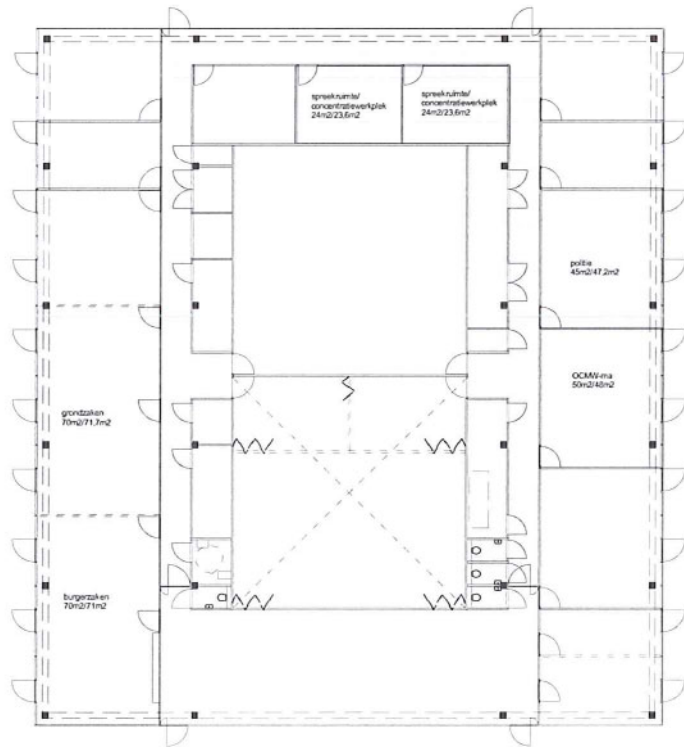 spreekruimte/
concentratiewerkplek
24m2/23,6m2
spreekruimte/
concentratiewerkplek
24m2/23,6m2
politie
45m2/47,2m2
OCMW-ma
50m2/48m2
grondzaken
70m2/71,7m2
burgerzaken
70m2/71m2